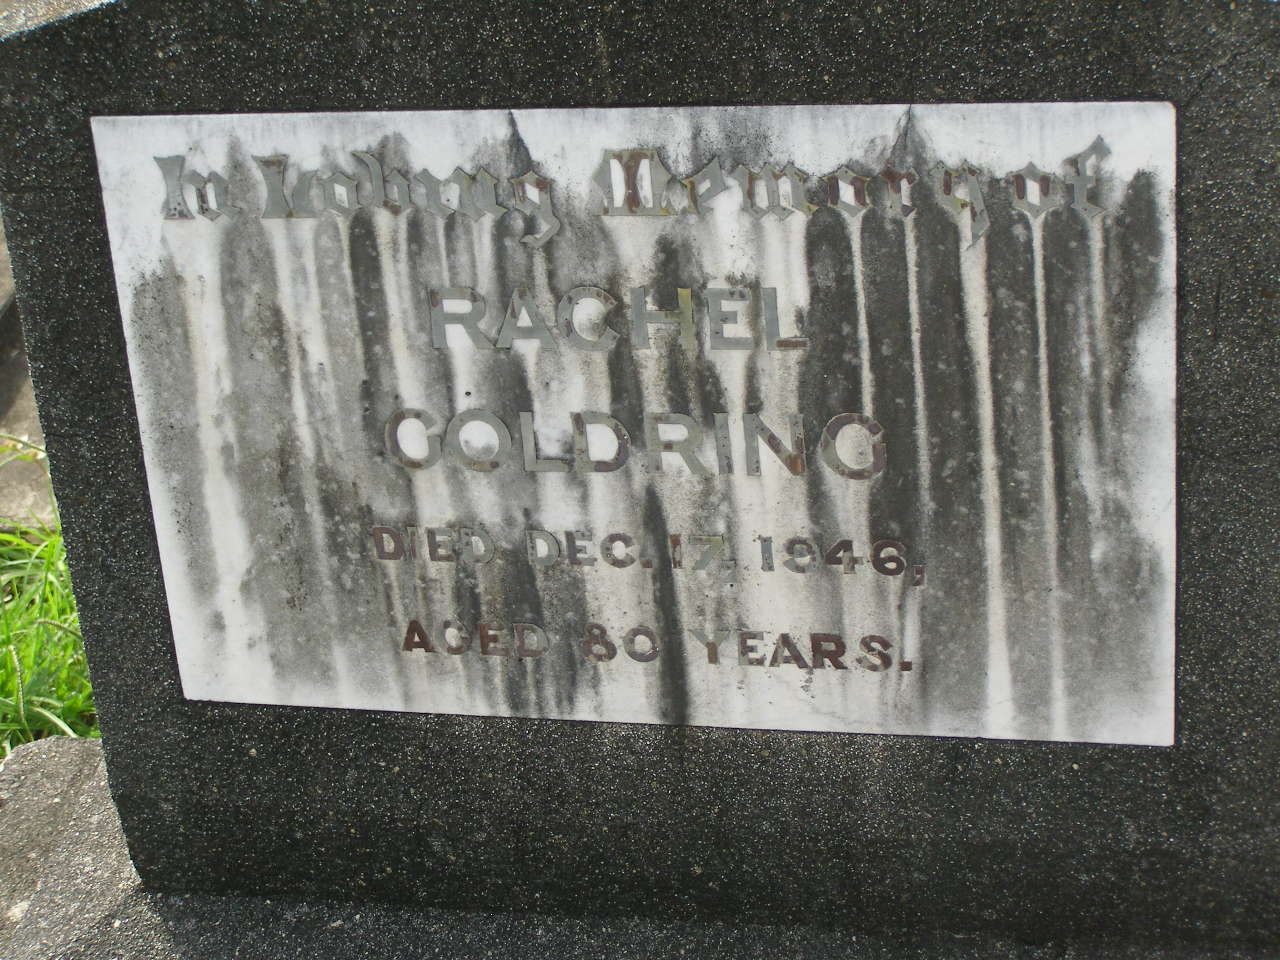 In Loving Memory of
RACHEL
GOLDRING
DIED DEC. 17, 1946,
AGED 80 YEARS.